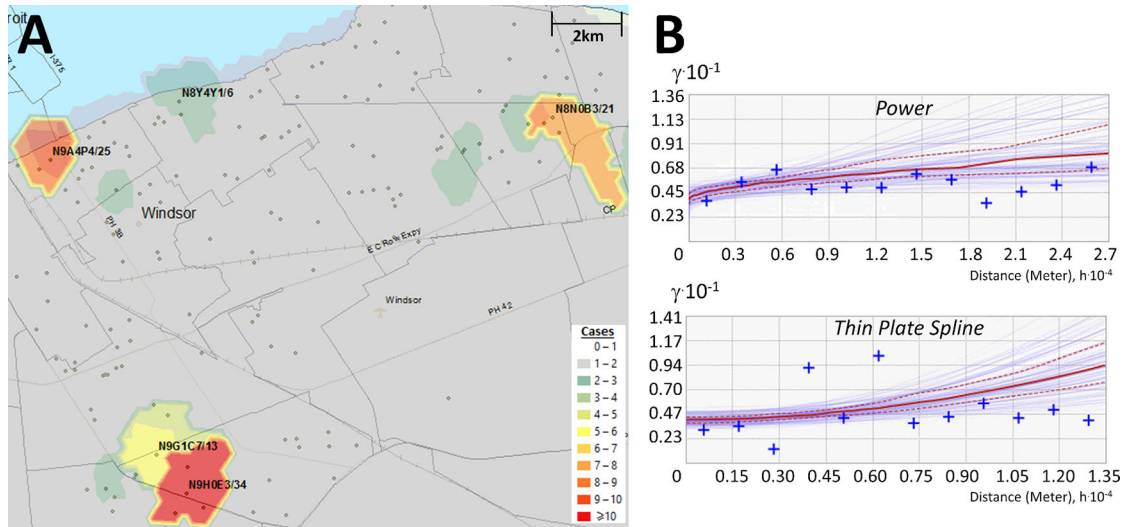 A
roit
I-375
2km
N8Y4Y1/6
N8N0B3/21
N9A4P4/25
Windsor
PH 3B
CP
E C Row Expy
Windsor
PH 42
N9G1C7/13
N9H0E3/34
Cases
0 – 1
1 – 2
2 – 3
3 – 4
4 – 5
5 – 6
6 – 7
7 – 8
8 – 9
9 – 10
⩾10
B
γ·10⁻¹
Power
1.36
1.13
0.91
0.68
0.45
0.23
0 0.3 0.6 0.9 1.2 1.5 1.8 2.1 2.4 2.7
Distance (Meter), h·10⁻⁴
γ·10⁻¹
Thin Plate Spline
1.41
1.17
0.94
0.70
0.47
0.23
0 0.15 0.30 0.45 0.60 0.75 0.90 1.05 1.20 1.35
Distance (Meter), h·10⁻⁴